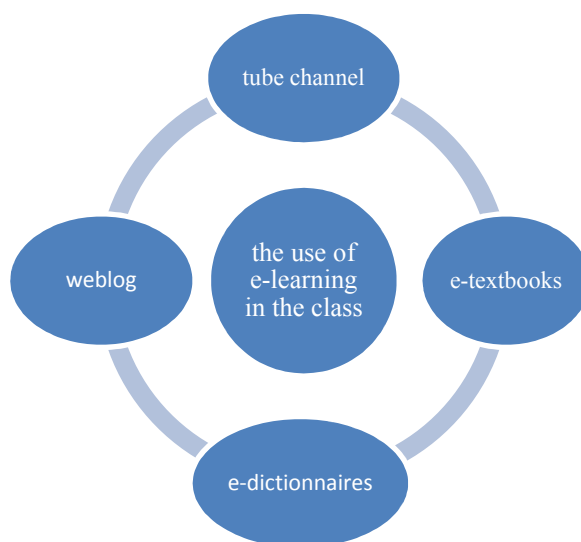 tube channel
weblog
the use of
e-learning
in the class
e-textbooks
e-dictionnaires